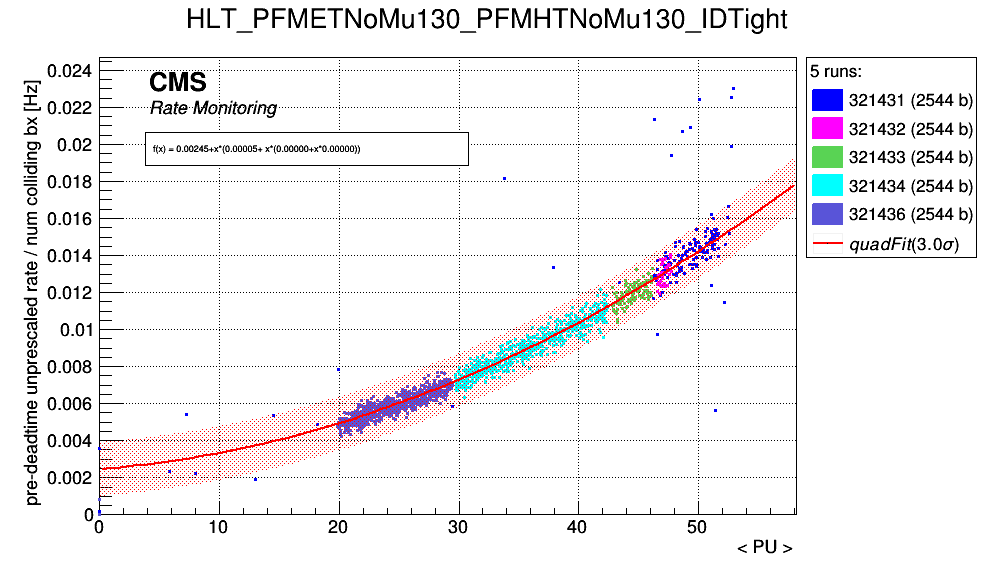 HLT_PFMETNoMu130_PFMHTNoMu130_IDTight
pre-deadtime unprescaled rate / num colliding bx [Hz]
0.024
0.022
0.02
0.018
0.016
0.014
0.012
0.01
0.008
0.006
0.004
0.002
0
CMS
Rate Monitoring
f(x) = 0.00245+x*(0.00005+ x*(0.00000+x*0.00000))
0 10 20 30 40 50
< PU >
5 runs:
321431 (2544 b)
321432 (2544 b)
321433 (2544 b)
321434 (2544 b)
321436 (2544 b)
quadFit(3.0σ)